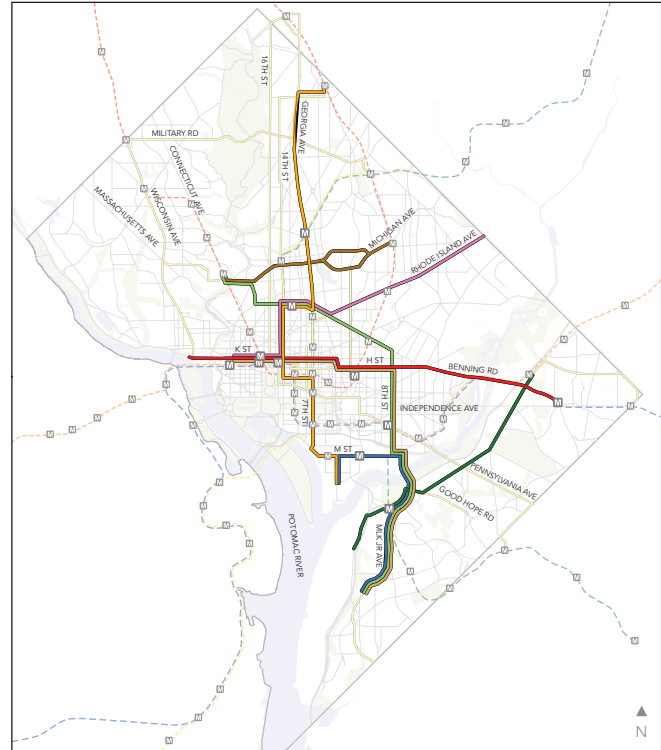 16TH ST
GEORGIA AVE
MILITARY RD
14TH ST
CONNECTICUT AVE
WISCONSIN AVE
MASSACHUSETTS AVE
MICHIGAN AVE
RHODE ISLAND AVE
K ST
H ST
BENNING RD
8TH ST
7TH ST
INDEPENDENCE AVE
M ST
PENNSYLVANIA AVE
GOOD HOPE RD
POTOMAC RIVER
MLK JR AVE
N